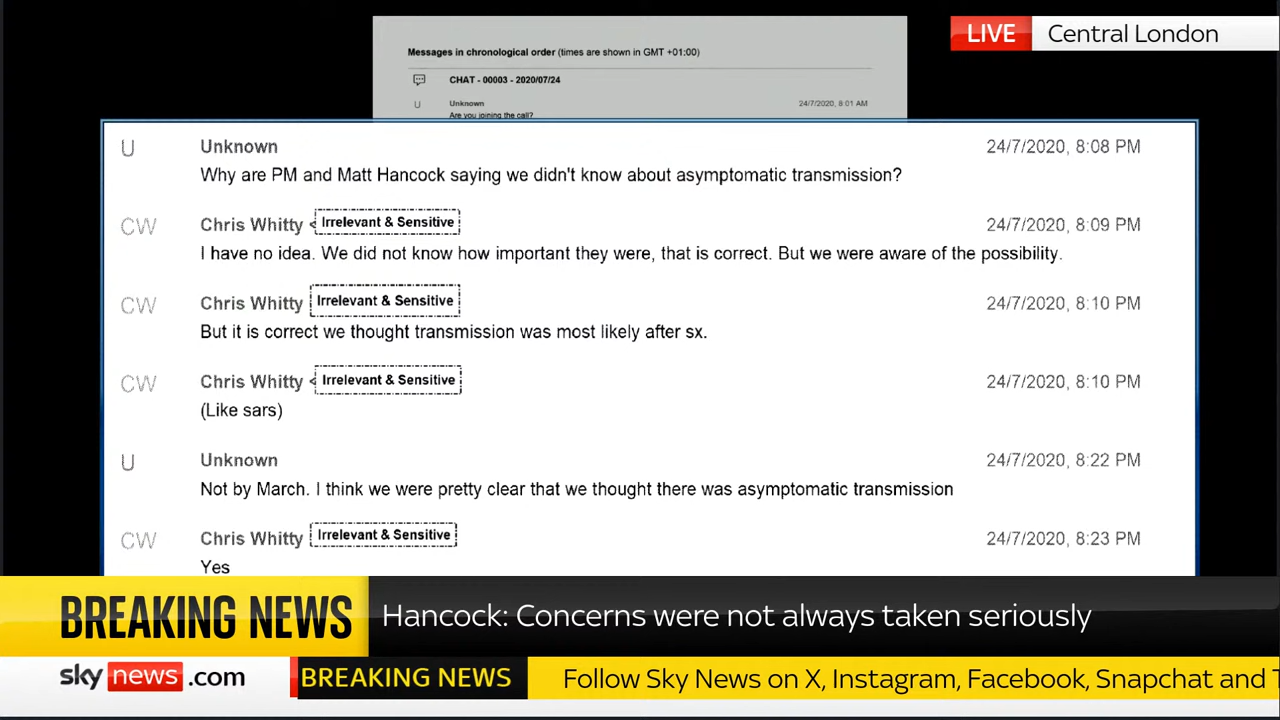 LIVE Central London
Messages in chronological order (times are shown in GMT +01:00)
CHAT - 00003 - 2020/07/24
U Unknown 24/7/2020, 8:01 AM
Are you joining the call?
U Unknown 24/7/2020, 8:08 PM
Why are PM and Matt Hancock saying we didn't know about asymptomatic transmission?
CW Chris Whitty < Irrelevant & Sensitive 24/7/2020, 8:09 PM
I have no idea. We did not know how important they were, that is correct. But we were aware of the possibility.
CW Chris Whitty Irrelevant & Sensitive 24/7/2020, 8:10 PM
But it is correct we thought transmission was most likely after sx.
CW Chris Whitty < Irrelevant & Sensitive 24/7/2020, 8:10 PM
(Like sars)
U Unknown 24/7/2020, 8:22 PM
Not by March. I think we were pretty clear that we thought there was asymptomatic transmission
CW Chris Whitty Irrelevant & Sensitive 24/7/2020, 8:23 PM
Yes
BREAKING NEWS Hancock: Concerns were not always taken seriously
sky news .com BREAKING NEWS Follow Sky News on X, Instagram, Facebook, Snapchat and T